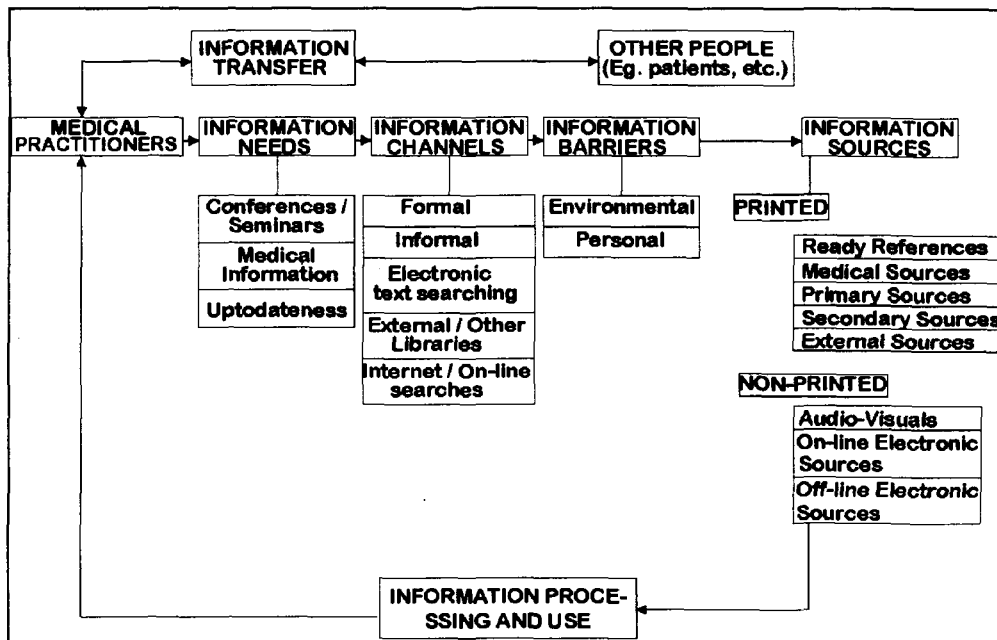 INFORMATION
TRANSFER
OTHER PEOPLE
(Eg. patients, etc.)
MEDICAL
PRACTITIONERS
INFORMATION
NEEDS
INFORMATION
CHANNELS
INFORMATION
BARRIERS
INFORMATION
SOURCES
Conferences /
Seminars
Medical
Information
Uptodateness
Formal
Informal
Electronic
text searching
External / Other
Libraries
Internet / On-line
searches
Environmental
Personal
PRINTED
Ready References
Medical Sources
Primary Sources
Secondary Sources
External Sources
NON-PRINTED
Audio-Visuals
On-line Electronic
Sources
Off-line Electronic
Sources
INFORMATION PROCE-
SSING AND USE